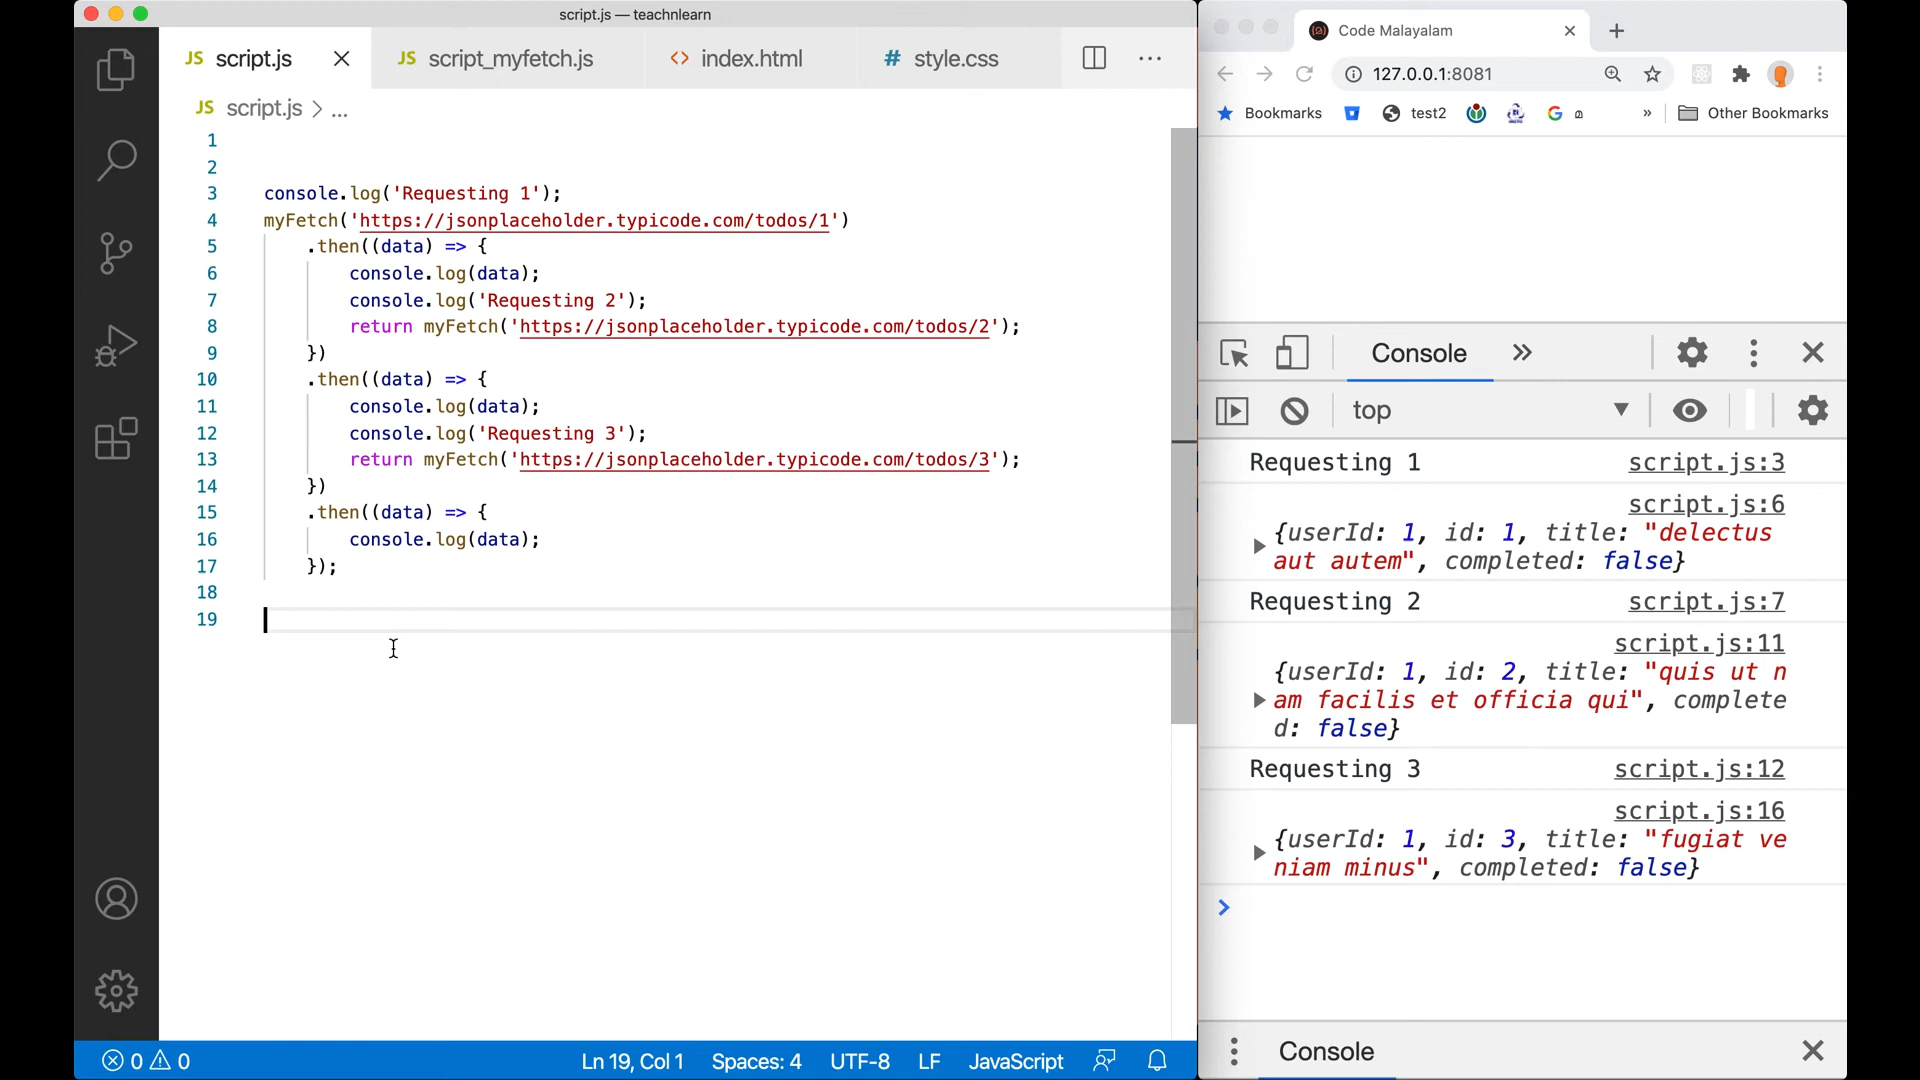 script.js — teachnlearn
JS script.js
JS script_myfetch.js
<> index.html
# style.css
...
JS script.js > ...
1
2
3 console.log('Requesting 1');
4 myFetch('https://jsonplaceholder.typicode.com/todos/1')
5 .then((data) => {
6 console.log(data);
7 console.log('Requesting 2');
8 return myFetch('https://jsonplaceholder.typicode.com/todos/2');
9 })
10 .then((data) => {
11 console.log(data);
12 console.log('Requesting 3');
13 return myFetch('https://jsonplaceholder.typicode.com/todos/3');
14 })
15 .then((data) => {
16 console.log(data);
17 });
18
19
0 0
Ln 19, Col 1 Spaces: 4 UTF-8 LF JavaScript
Code Malayalam
127.0.0.1:8081
Bookmarks test2 ത » Other Bookmarks
Console »
top
Requesting 1 script.js:3
script.js:6
{userId: 1, id: 1, title: "delectus
aut autem", completed: false}
Requesting 2 script.js:7
script.js:11
{userId: 1, id: 2, title: "quis ut n
am facilis et officia qui", complete
d: false}
Requesting 3 script.js:12
script.js:16
{userId: 1, id: 3, title: "fugiat ve
niam minus", completed: false}
>
Console